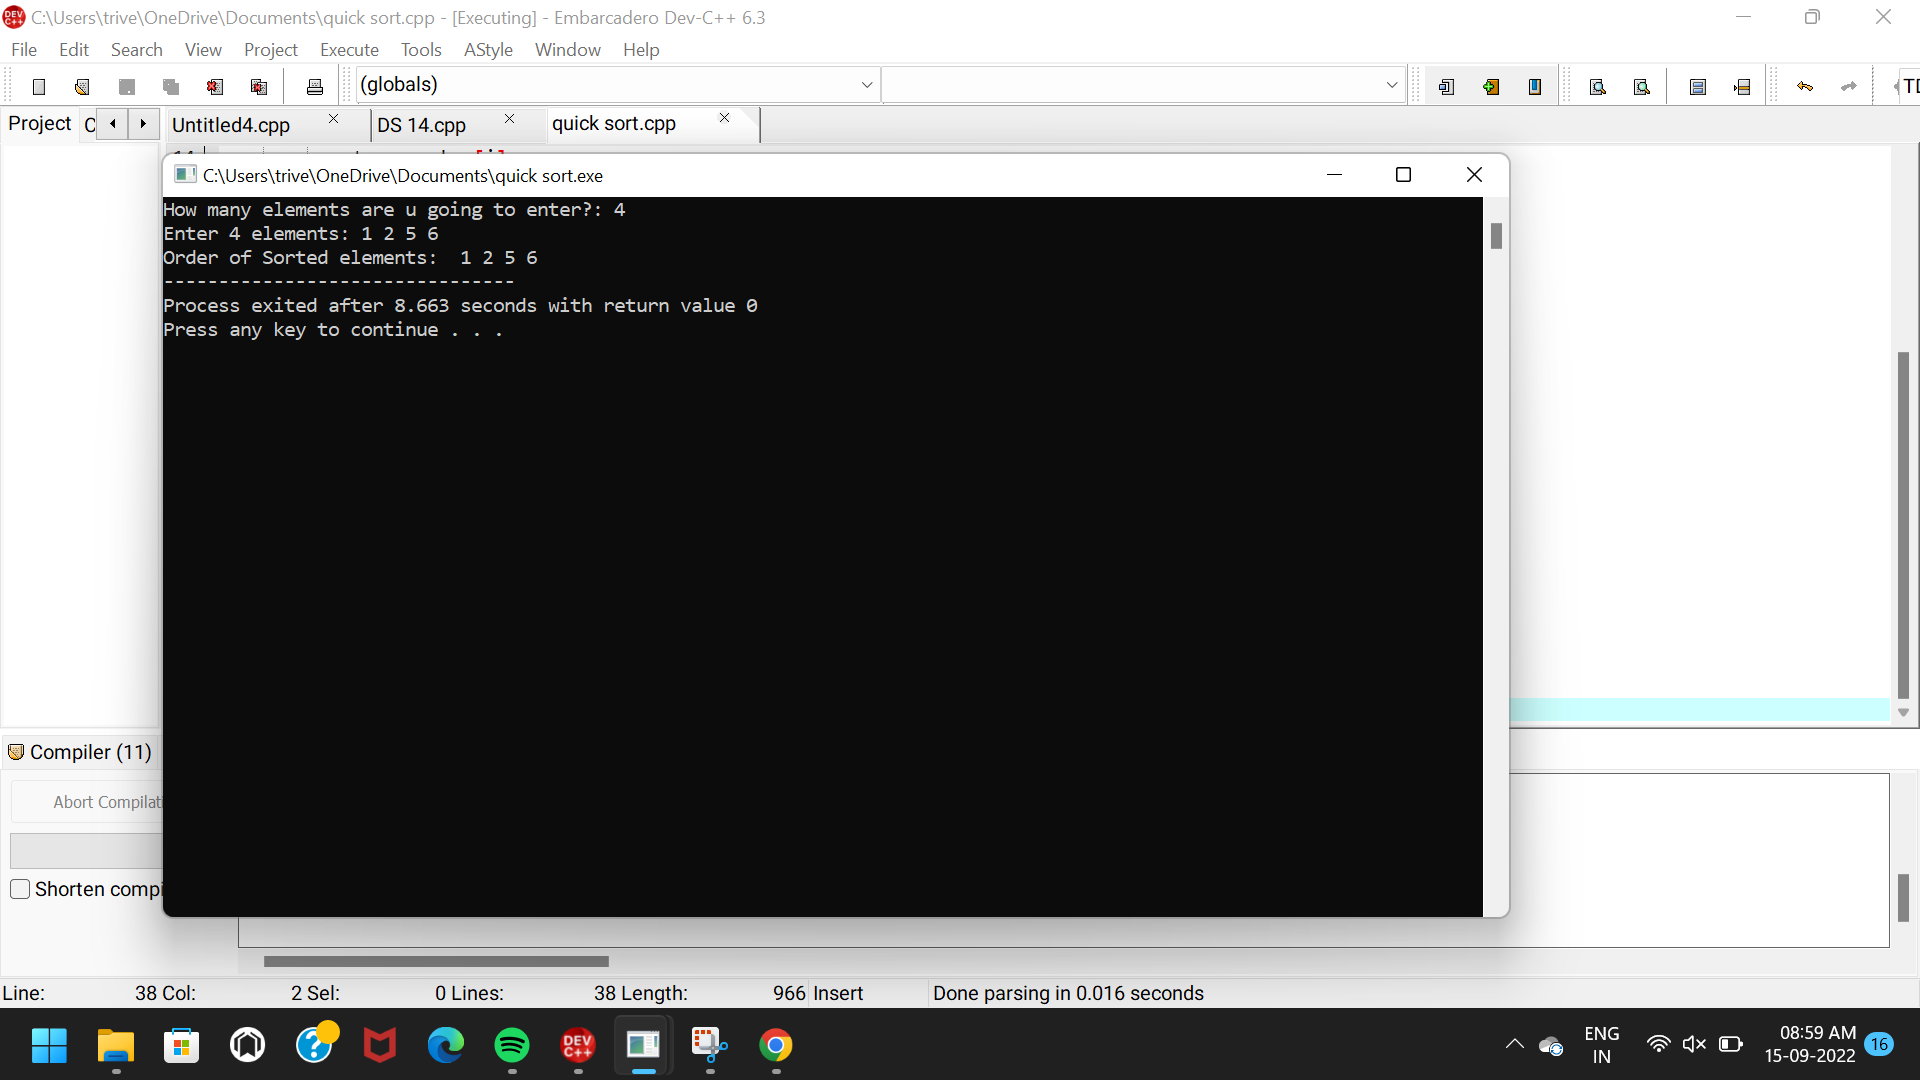 C:\Users\trive\OneDrive\Documents\quick sort.cpp - [Executing] - Embarcadero Dev-C++ 6.3
File Edit Search View Project Execute Tools AStyle Window Help
(globals)
Project
Untitled4.cpp
DS 14.cpp
quick sort.cpp
C:\Users\trive\OneDrive\Documents\quick sort.exe
How many elements are u going to enter?: 4
Enter 4 elements: 1 2 5 6
Order of Sorted elements:  1 2 5 6
--------------------------------
Process exited after 8.663 seconds with return value 0
Press any key to continue . . .
Compiler (11)
Abort Compilat
Shorten compi
Line: 38 Col: 2 Sel: 0 Lines: 38 Length: 966 Insert Done parsing in 0.016 seconds
DEV C++
ENG
IN
08:59 AM
15-09-2022
16